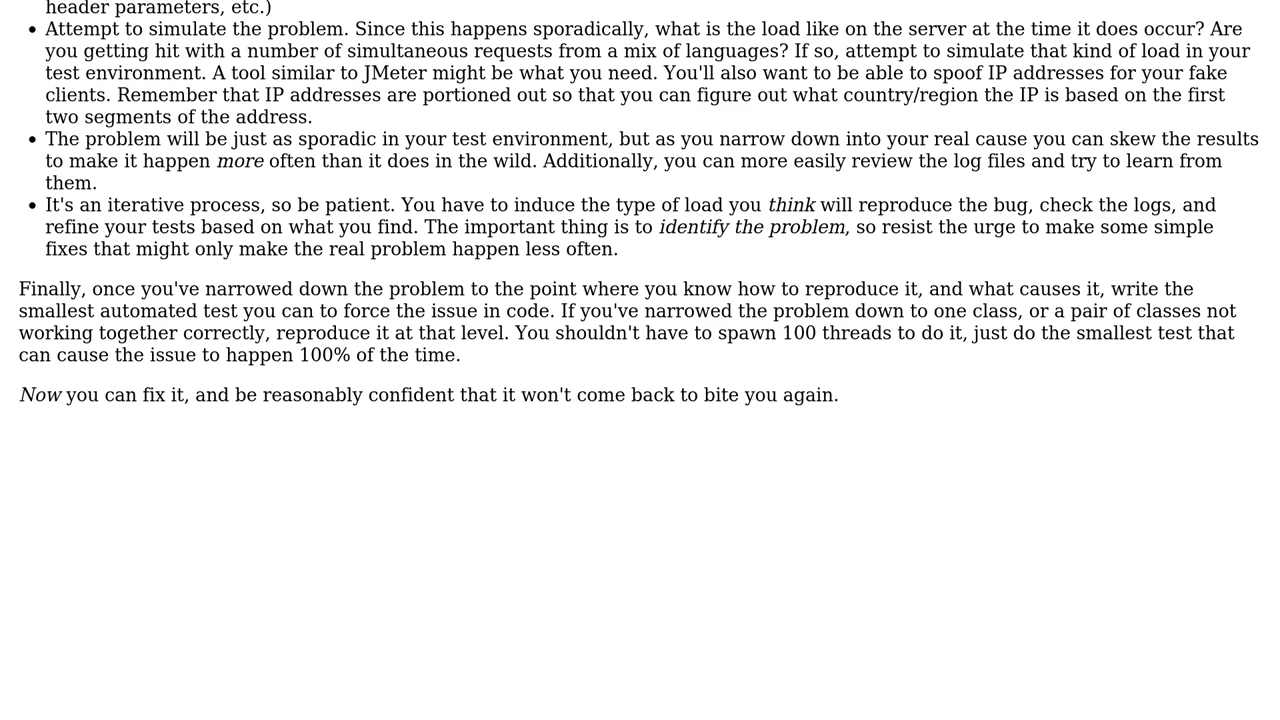 header parameters, etc.)
• Attempt to simulate the problem. Since this happens sporadically, what is the load like on the server at the time it does occur? Are
you getting hit with a number of simultaneous requests from a mix of languages? If so, attempt to simulate that kind of load in your
test environment. A tool similar to JMeter might be what you need. You'll also want to be able to spoof IP addresses for your fake
clients. Remember that IP addresses are portioned out so that you can figure out what country/region the IP is based on the first
two segments of the address.
• The problem will be just as sporadic in your test environment, but as you narrow down into your real cause you can skew the results
to make it happen more often than it does in the wild. Additionally, you can more easily review the log files and try to learn from
them.
• It's an iterative process, so be patient. You have to induce the type of load you think will reproduce the bug, check the logs, and
refine your tests based on what you find. The important thing is to identify the problem, so resist the urge to make some simple
fixes that might only make the real problem happen less often.
Finally, once you've narrowed down the problem to the point where you know how to reproduce it, and what causes it, write the
smallest automated test you can to force the issue in code. If you've narrowed the problem down to one class, or a pair of classes not
working together correctly, reproduce it at that level. You shouldn't have to spawn 100 threads to do it, just do the smallest test that
can cause the issue to happen 100% of the time.
Now you can fix it, and be reasonably confident that it won't come back to bite you again.